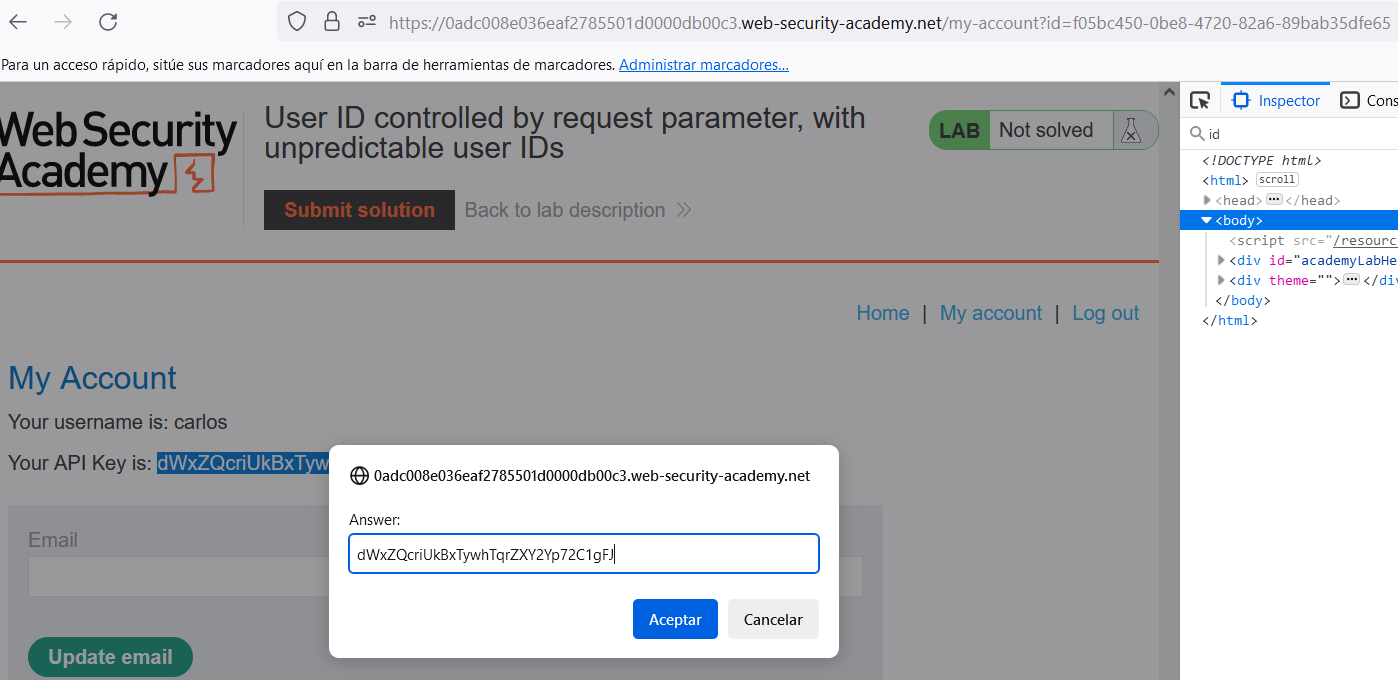 https://0adc008e036eaf2785501d0000db00c3.web-security-academy.net/my-account?id=f05bc450-0be8-4720-82a6-89bab35dfe65
Para un acceso rápido, sitúe sus marcadores aquí en la barra de herramientas de marcadores. Administrar marcadores...
Web Security
Academy
User ID controlled by request parameter, with
unpredictable user IDs
LAB Not solved
Submit solution Back to lab description
Home | My account | Log out
My Account
Your username is: carlos
Your API Key is: dWxZQcriUkBxTyw
Email
Update email
0adc008e036eaf2785501d0000db00c3.web-security-academy.net
Answer:
dWxZQcriUkBxTywhTqrZXY2Yp72C1gFJ
Aceptar Cancelar
Inspector Cons
id
<!DOCTYPE html>
<html> scroll
<head> ··· </head>
<body>
<script src="/resourc
<div id="academyLabHe
<div theme=""> ··· </di
</body>
</html>